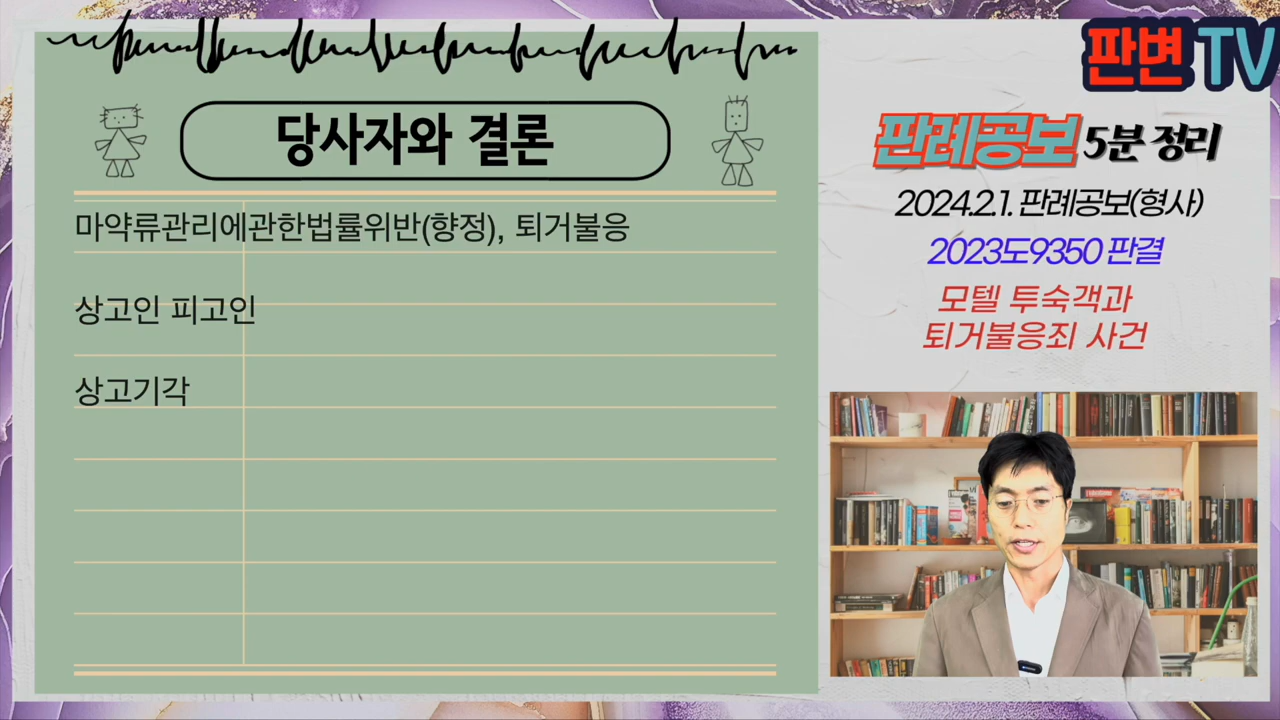 당사자와 결론
마약류관리에관한법률위반(향정), 퇴거불응
상고인 피고인
상고기각
판변 TV
판례공보 5분 정리
2024.2.1. 판례공보(형사)
2023도9350 판결
모텔 투숙객과
퇴거불응죄 사건